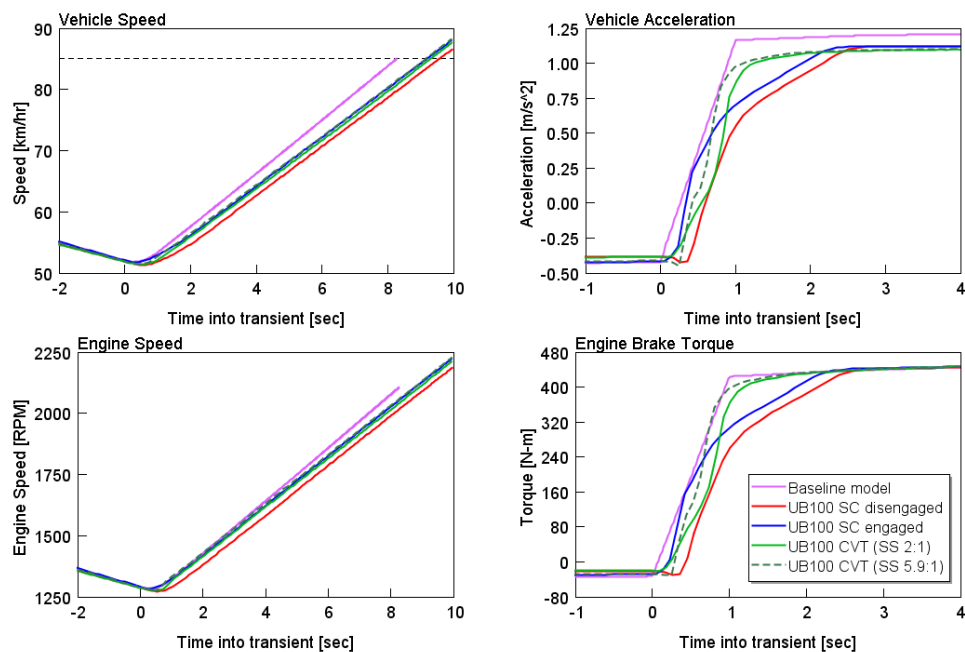 Vehicle Speed
90
80
70
60
50
Speed [km/hr]
-2 0 2 4 6 8 10
Time into transient [sec]
Vehicle Acceleration
1.25
1.00
0.75
0.50
0.25
0.00
-0.25
-0.50
Acceleration [m/s^2]
-1 0 1 2 3 4
Time into transient [sec]
Engine Speed
2250
2000
1750
1500
1250
Engine Speed [RPM]
-2 0 2 4 6 8 10
Time into transient [sec]
Engine Brake Torque
480
400
320
240
160
80
0
-80
Torque [N-m]
-1 0 1 2 3 4
Time into transient [sec]
Baseline model
UB100 SC disengaged
UB100 SC engaged
UB100 CVT (SS 2:1)
UB100 CVT (SS 5.9:1)